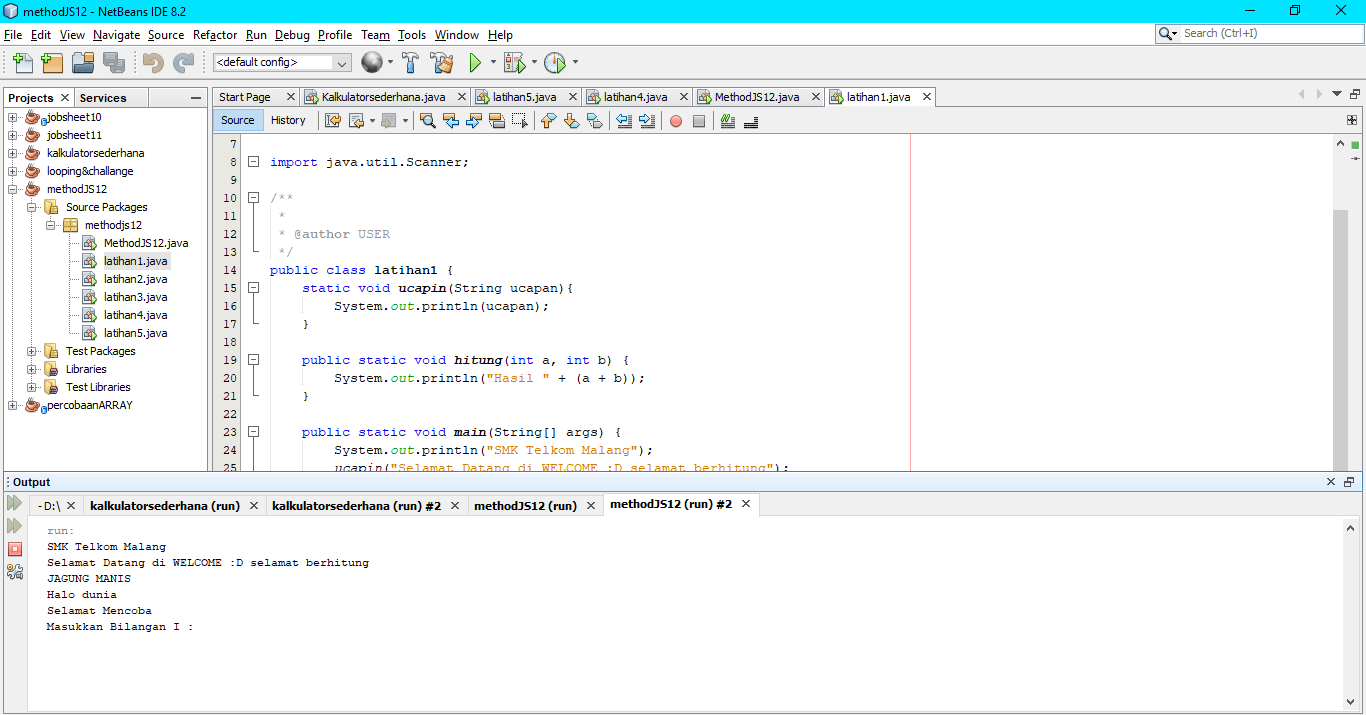 methodJS12 - NetBeans IDE 8.2
File Edit View Navigate Source Refactor Run Debug Profile Team Tools Window Help
Search (Ctrl+I)
<default config>
Projects Services
jobsheet10
jobsheet11
kalkulatorsederhana
looping&challange
methodJS12
Source Packages
methodjs12
MethodJS12.java
latihan1.java
latihan2.java
latihan3.java
latihan4.java
latihan5.java
Test Packages
Libraries
Test Libraries
percobaanARRAY
Start Page Kalkulatorsederhana.java latihan5.java latihan4.java MethodJS12.java latihan1.java
Source History
7
8 import java.util.Scanner;
9
10 /**
11 *
12 * @author USER
13 */
14 public class latihan1 {
15 static void ucapin(String ucapan){
16 System.out.println(ucapan);
17 }
18
19 public static void hitung(int a, int b) {
20 System.out.println("Hasil " + (a + b));
21 }
22
23 public static void main(String[] args) {
24 System.out.println("SMK Telkom Malang");
25 ucapin("Selamat Datang di WELCOME :D selamat berhitung");
Output
- D:\ kalkulatorsederhana (run) kalkulatorsederhana (run) #2 methodJS12 (run) methodJS12 (run) #2
run:
SMK Telkom Malang
Selamat Datang di WELCOME :D selamat berhitung
JAGUNG MANIS
Halo dunia
Selamat Mencoba
Masukkan Bilangan I :